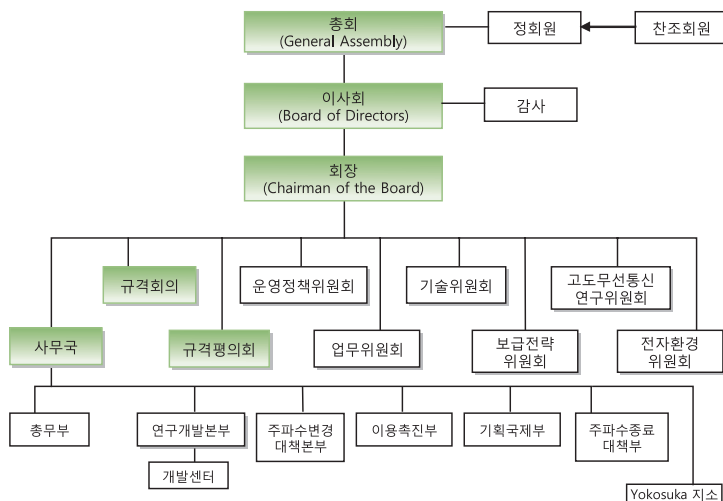 총회
(General Assembly)
정회원
찬조회원
이사회
(Board of Directors)
감사
회장
(Chairman of the Board)
규격회의
운영정책위원회
기술위원회
고도무선통신
연구위원회
사무국
규격평의회
업무위원회
보급전략
위원회
전자환경
위원회
총무부
연구개발본부
주파수변경
대책본부
이용촉진부
기획국제부
주파수종료
대책부
개발센터
Yokosuka 지소